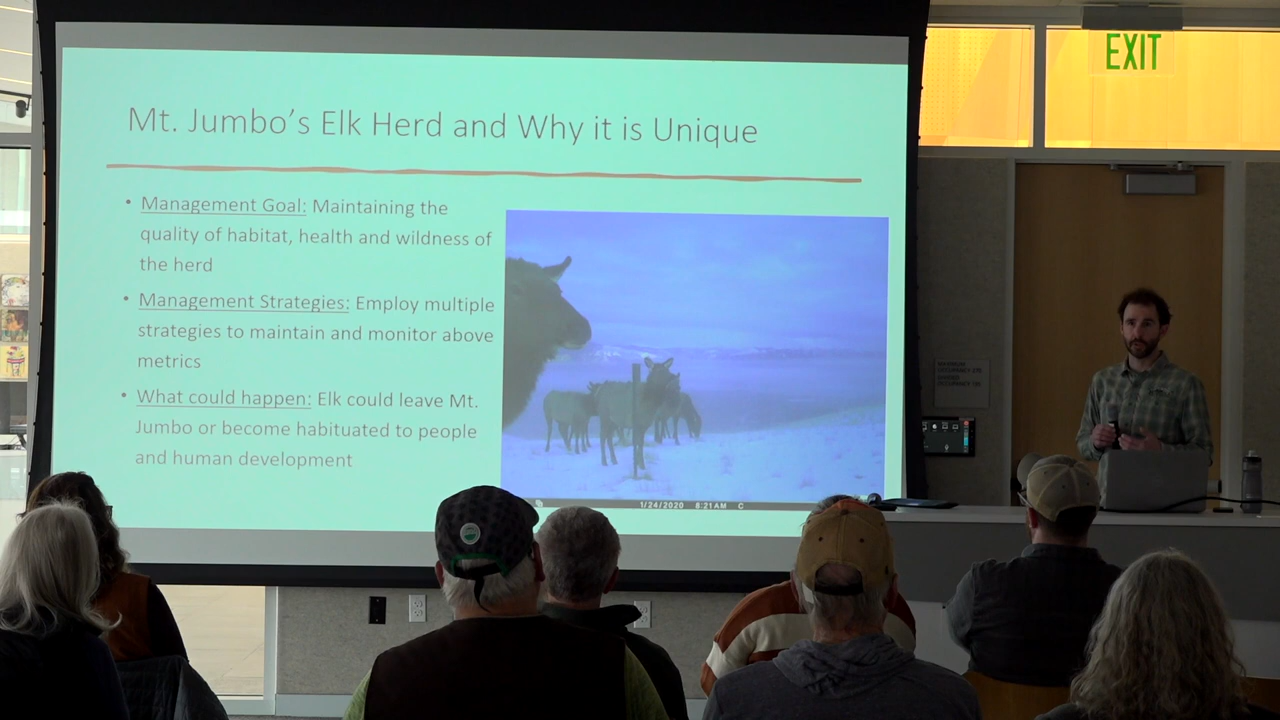 EXIT
Mt. Jumbo's Elk Herd and Why it is Unique
• Management Goal: Maintaining the
quality of habitat, health and wildness of
the herd
• Management Strategies: Employ multiple
strategies to maintain and monitor above
metrics
• What could happen: Elk could leave Mt.
Jumbo or become habituated to people
and human development
1/24/2020 8:21AM C
MAXIMUM